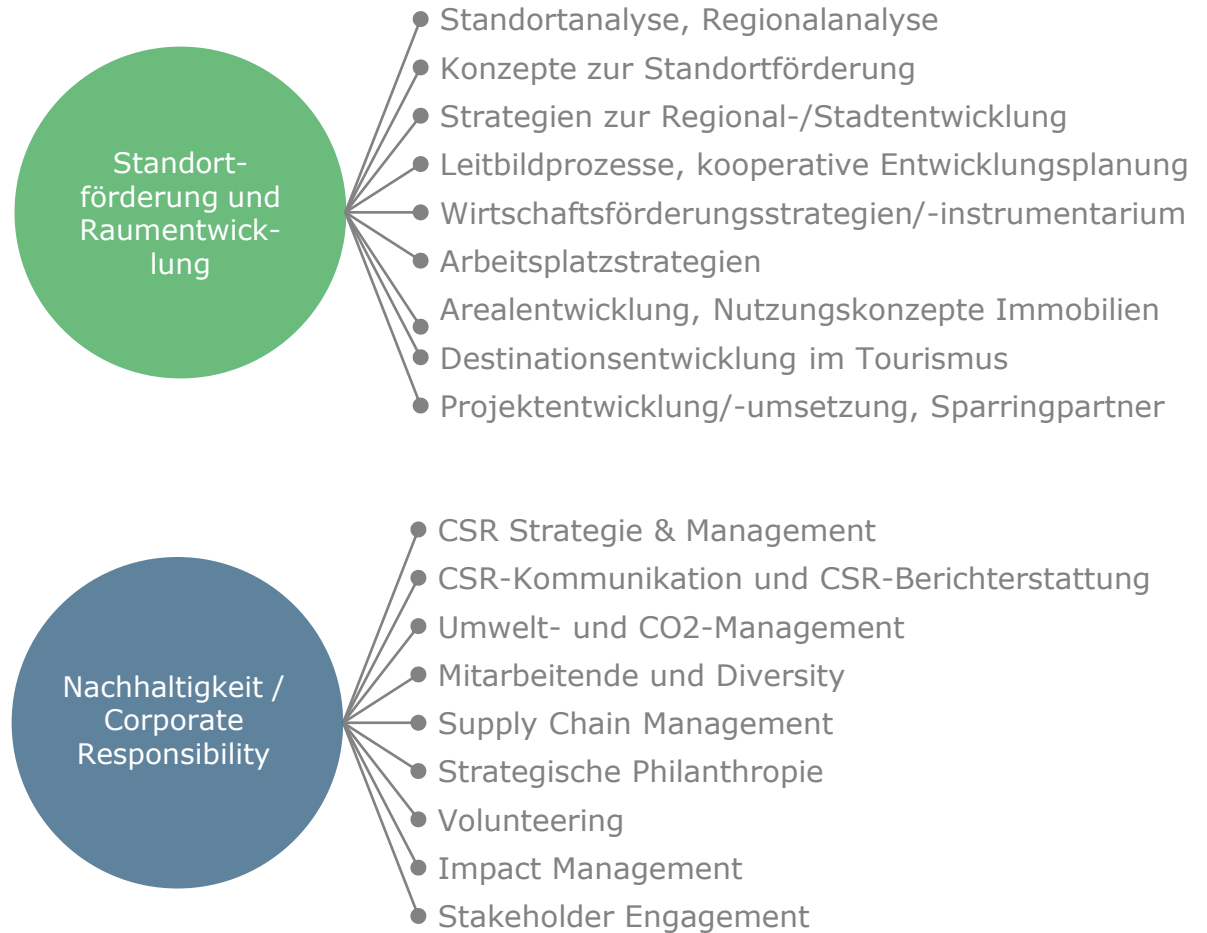 Standort-
förderung und
Raumentwick-
lung
Standortanalyse, Regionalanalyse
Konzepte zur Standortförderung
Strategien zur Regional-/Stadtentwicklung
Leitbildprozesse, kooperative Entwicklungsplanung
Wirtschaftsförderungsstrategien/-instrumentarium
Arbeitsplatzstrategien
Arealentwicklung, Nutzungskonzepte Immobilien
Destinationsentwicklung im Tourismus
Projektentwicklung/-umsetzung, Sparringpartner
Nachhaltigkeit /
Corporate
Responsibility
CSR Strategie & Management
CSR-Kommunikation und CSR-Berichterstattung
Umwelt- und CO2-Management
Mitarbeitende und Diversity
Supply Chain Management
Strategische Philanthropie
Volunteering
Impact Management
Stakeholder Engagement